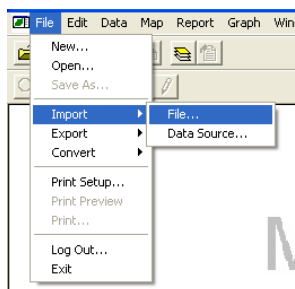 File Edit Data Map Report Graph Win
New...
Open...
Save As...
Import
File...
Export
Data Source...
Convert
Print Setup...
Print Preview
Print...
Log Out...
Exit
M